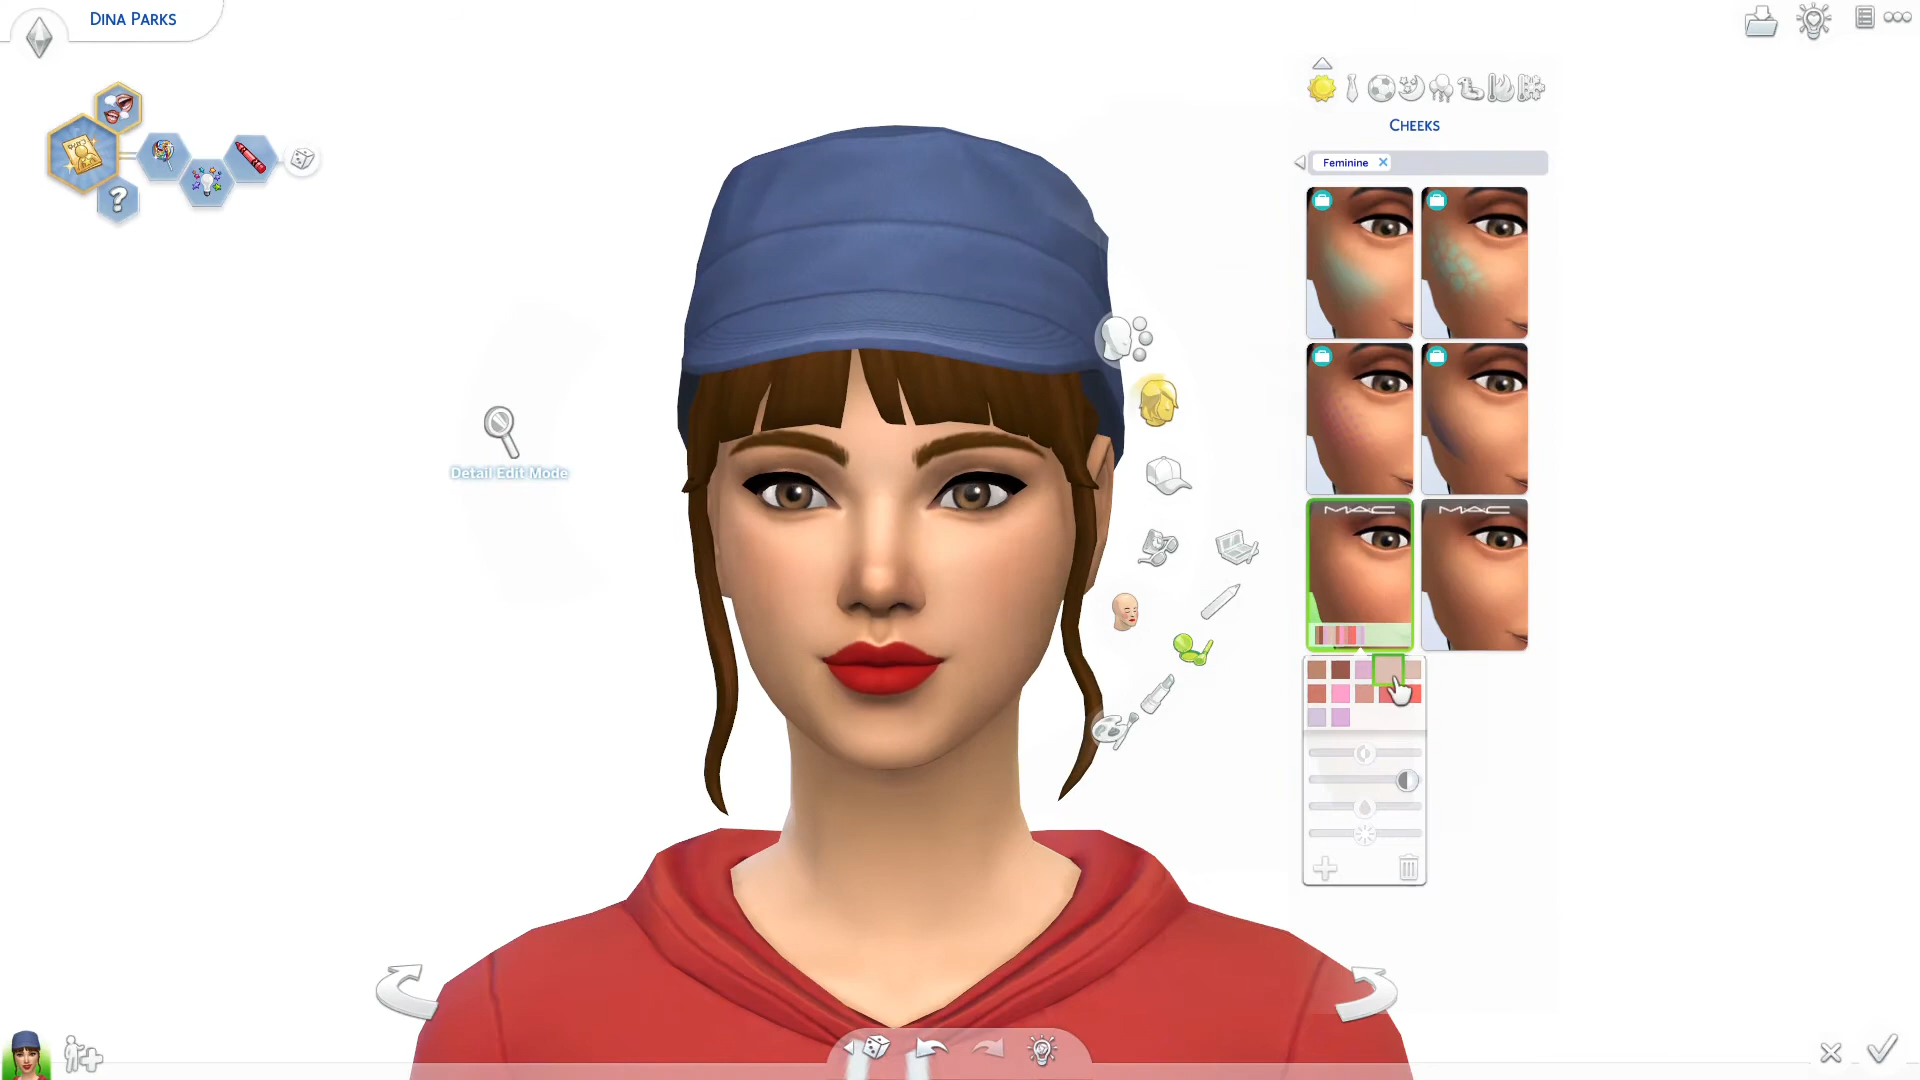 DINA PARKS
CHEEKS
Feminine
MAC
MAC
Detail Edit Mode